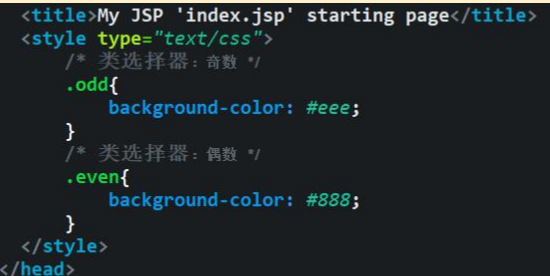 <title>My JSP 'index.jsp' starting page</title>
<style type="text/css">
/* 类选择器：奇数 */
.odd{
background-color: #eee;
}
/* 类选择器：偶数 */
.even{
background-color: #888;
}
</style>
</head>